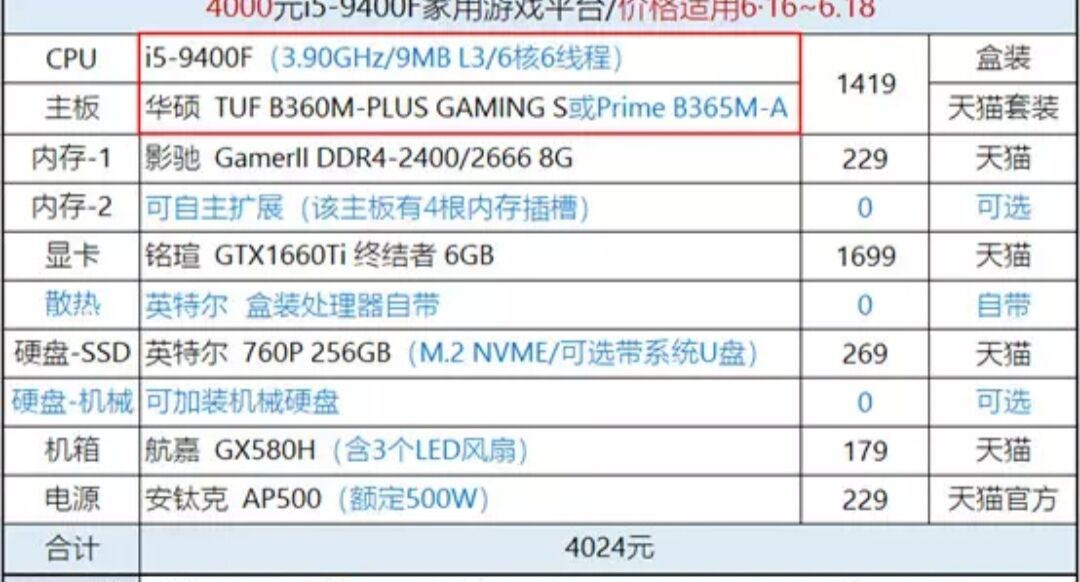 4000元i5-9400F家用游戏平台/价格适用6·16~6.18
CPU i5-9400F（3.90GHz/9MB L3/6核6线程） 1419 盒装
主板 华硕 TUF B360M-PLUS GAMING S或Prime B365M-A 天猫套装
内存-1 影驰 GamerII DDR4-2400/2666 8G 229 天猫
内存-2 可自主扩展（该主板有4根内存插槽） 0 可选
显卡 铭瑄 GTX1660Ti 终结者 6GB 1699 天猫
散热 英特尔 盒装处理器自带 0 自带
硬盘-SSD 英特尔 760P 256GB（M.2 NVME/可选带系统U盘） 269 天猫
硬盘-机械 可加装机械硬盘 0 可选
机箱 航嘉 GX580H（含3个LED风扇） 179 天猫
电源 安钛克 AP500（额定500W） 229 天猫官方
合计 4024元